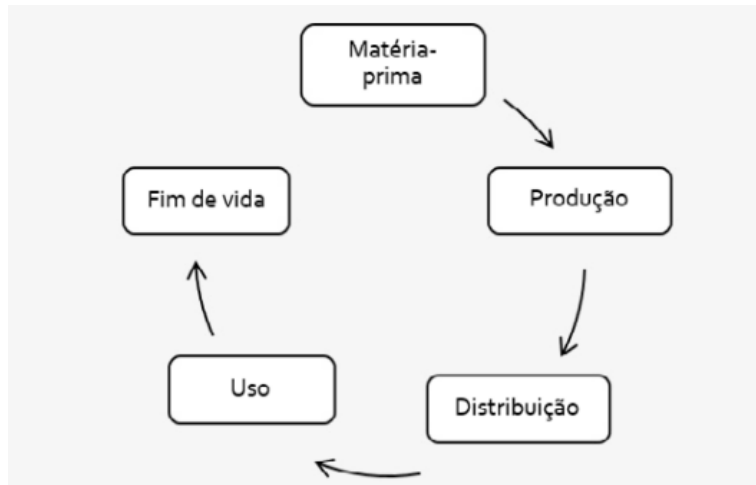 Matéria-
prima
Produção
Distribuição
Uso
Fim de vida